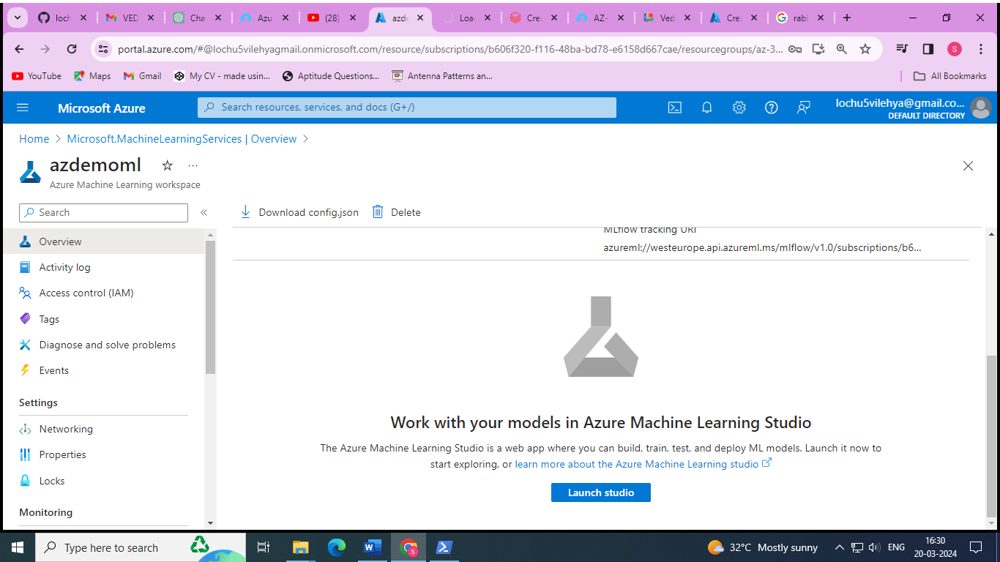 loch
VED
Cha
Azu
(28)
azde
Loa
Cre
AZ-
Ved
Cre
rabl
portal.azure.com/#@lochu5vilehyagmail.onmicrosoft.com/resource/subscriptions/b606f320-f116-48ba-bd78-e6158d667cae/resourcegroups/az-3...
S
YouTube
Maps
Gmail
My CV - made usin...
Aptitude Questions...
Antenna Patterns an...
All Bookmarks
Microsoft Azure
Search resources, services, and docs (G+/)
lochu5vilehya@gmail.co...
DEFAULT DIRECTORY
Home > Microsoft.MachineLearningServices | Overview >
azdemoml
Azure Machine Learning workspace
Search
Download config.json
Delete
Overview
Activity log
Access control (IAM)
Tags
Diagnose and solve problems
Events
Settings
Networking
Properties
Locks
Monitoring
MLflow tracking URI
azureml://westeurope.api.azureml.ms/mlflow/v1.0/subscriptions/b6...
Work with your models in Azure Machine Learning Studio
The Azure Machine Learning Studio is a web app where you can build, train, test, and deploy ML models. Launch it now to
start exploring, or learn more about the Azure Machine Learning studio
Launch studio
Type here to search
32°C Mostly sunny
ENG
16:30
20-03-2024